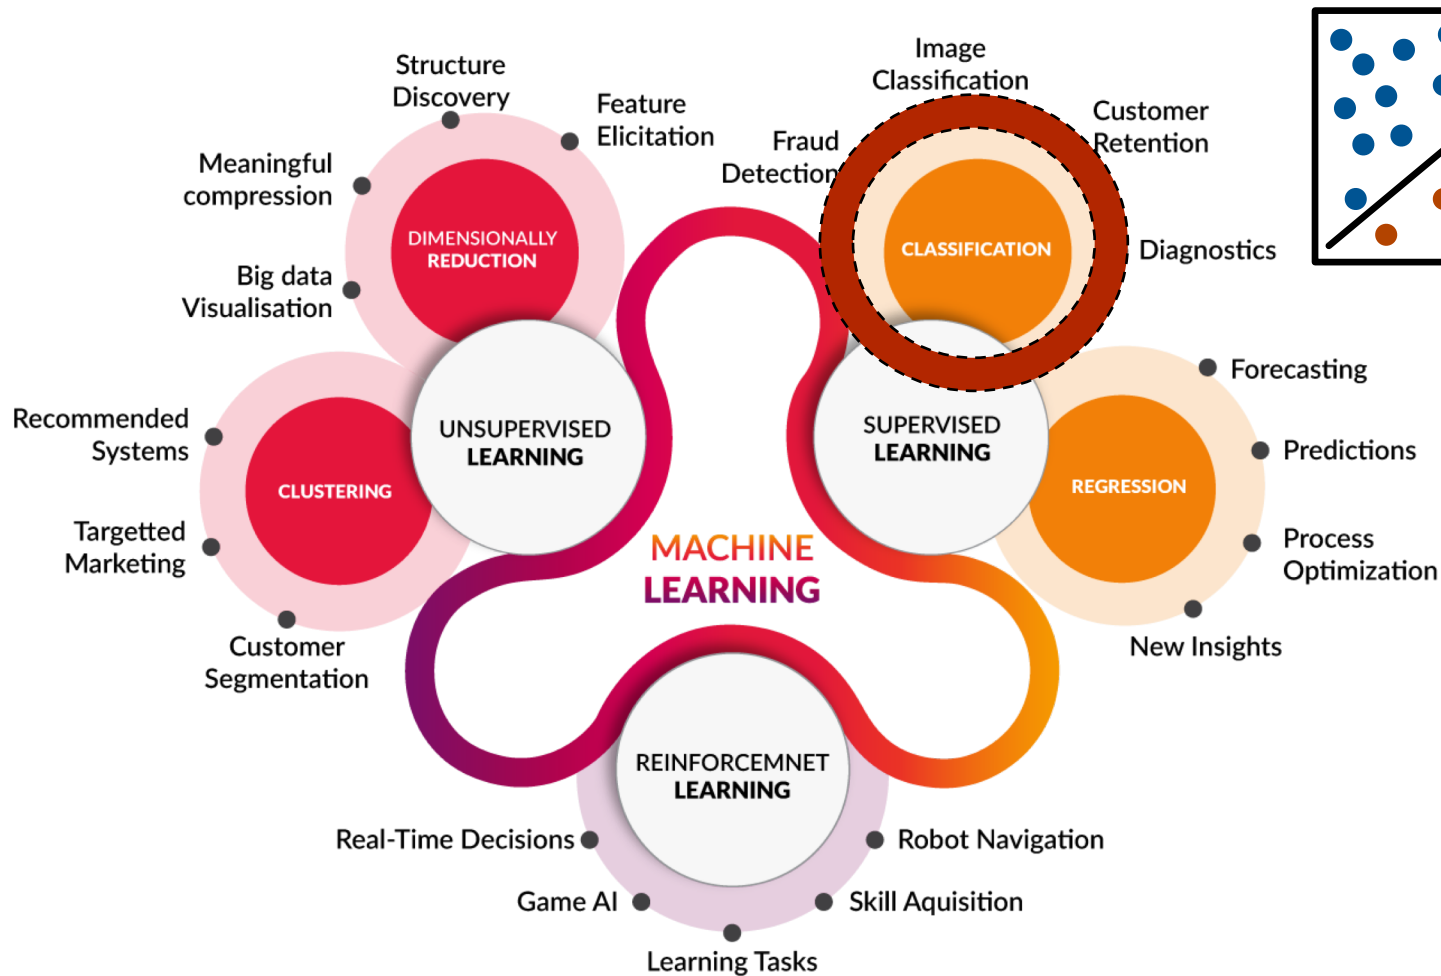 Structure
Discovery
Feature
Elicitation
Meaningful
compression
Big data
Visualisation
DIMENSIONALLY
REDUCTION
Recommended
Systems
Targetted
Marketing
Customer
Segmentation
CLUSTERING
UNSUPERVISED
LEARNING
Image
Classification
Fraud
Detection
Customer
Retention
Diagnostics
CLASSIFICATION
SUPERVISED
LEARNING
REGRESSION
Forecasting
Predictions
Process
Optimization
New Insights
MACHINE
LEARNING
REINFORCEMNET
LEARNING
Real-Time Decisions
Game AI
Learning Tasks
Skill Aquisition
Robot Navigation